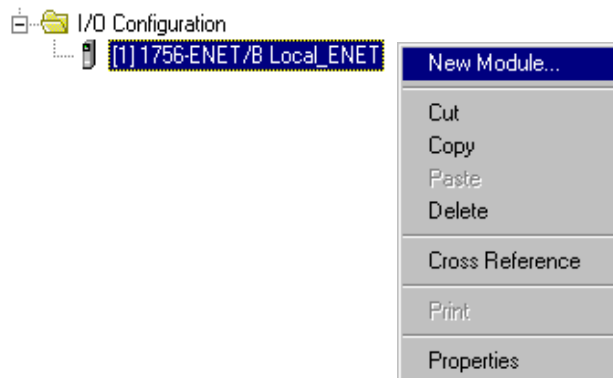 I/O Configuration
[1] 1756-ENET/B Local_ENET
New Module...
Cut
Copy
Paste
Delete
Cross Reference
Print
Properties